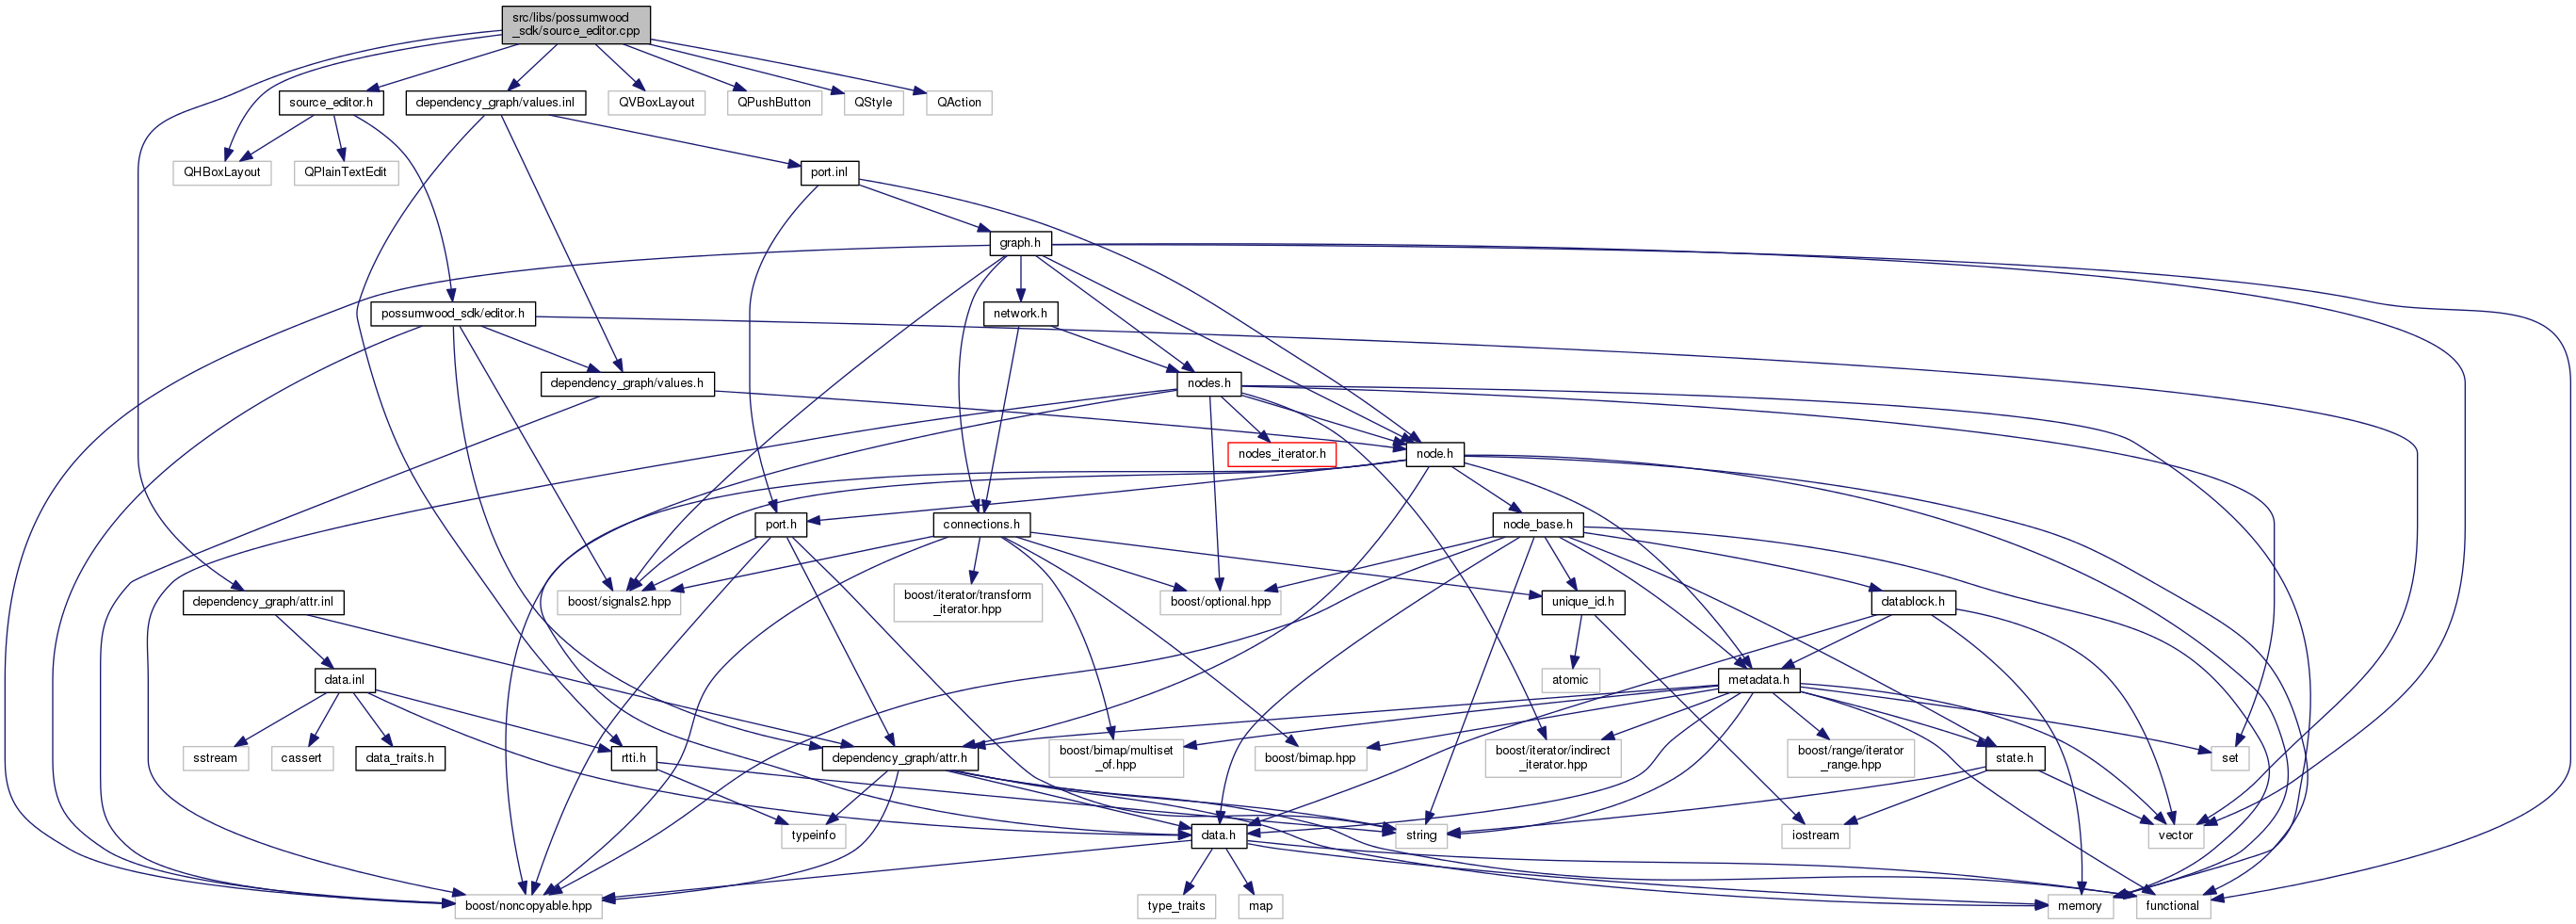 src/libs/possumwood
_sdk/source_editor.cpp
source_editor.h
dependency_graph/values.inl
QVBoxLayout
QPushButton
QStyle
QAction
QHBoxLayout
QPlainTextEdit
port.inl
graph.h
possumwood_sdk/editor.h
network.h
dependency_graph/values.h
nodes.h
nodes_iterator.h
node.h
port.h
connections.h
node_base.h
dependency_graph/attr.inl
boost/signals2.hpp
boost/iterator/transform
_iterator.hpp
boost/optional.hpp
unique_id.h
datablock.h
data.inl
atomic
metadata.h
sstream
cassert
data_traits.h
rtti.h
dependency_graph/attr.h
boost/bimap/multiset
_of.hpp
boost/bimap.hpp
boost/iterator/indirect
_iterator.hpp
boost/range/iterator
_range.hpp
state.h
set
typeinfo
data.h
string
iostream
vector
boost/noncopyable.hpp
type_traits
map
memory
functional